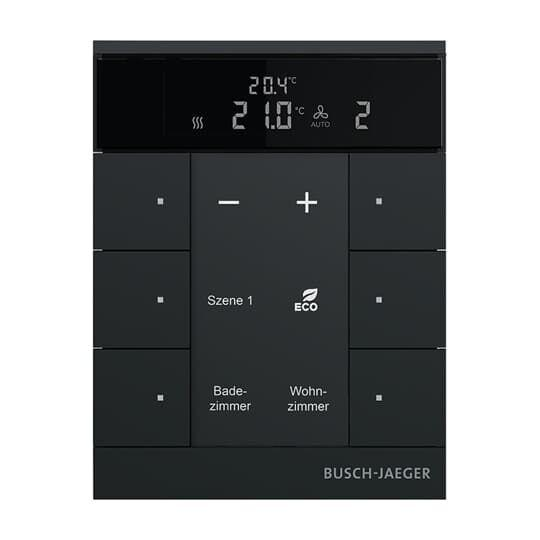 20.4°C
21.0°C AUTO 2
− +
Szene 1 ECO
Bade- Wohn-
zimmer zimmer
BUSCH-JAEGER